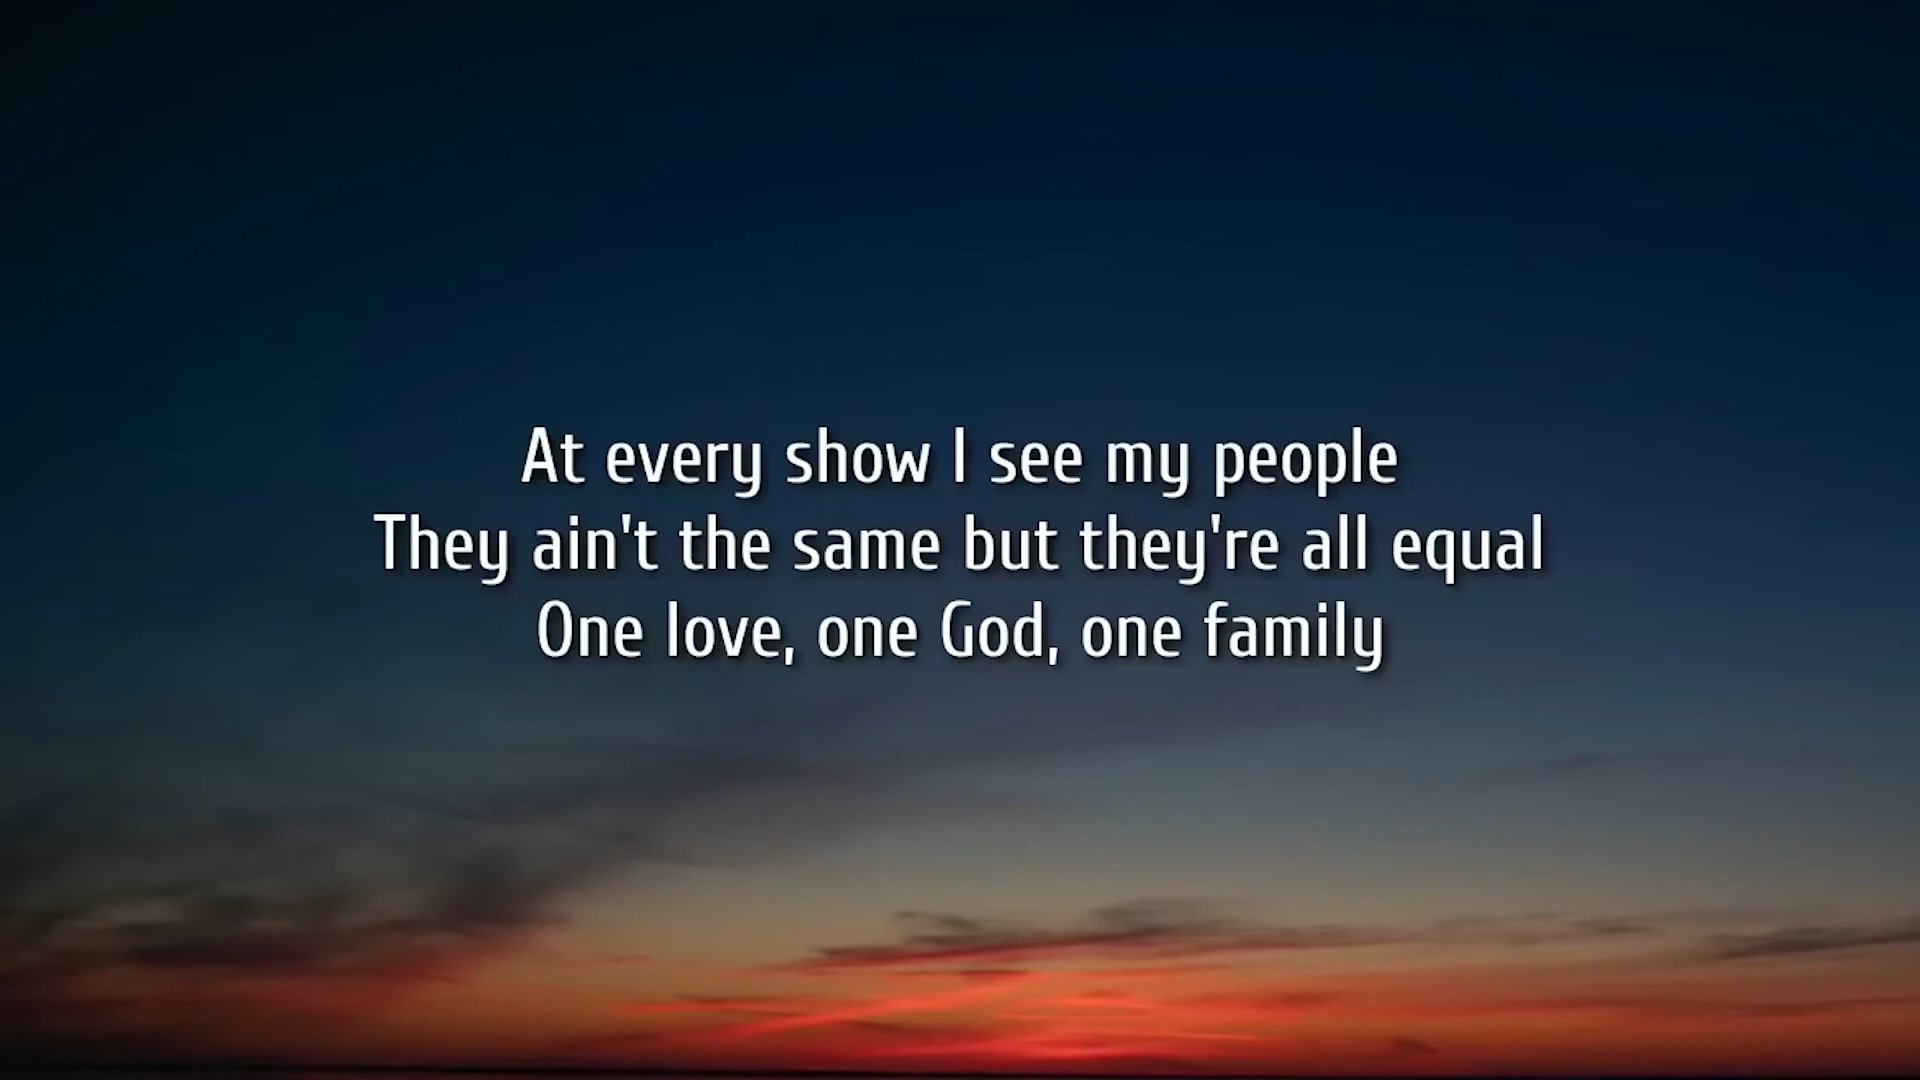 At every show I see my people
They ain't the same but they're all equal
One love, one God, one family